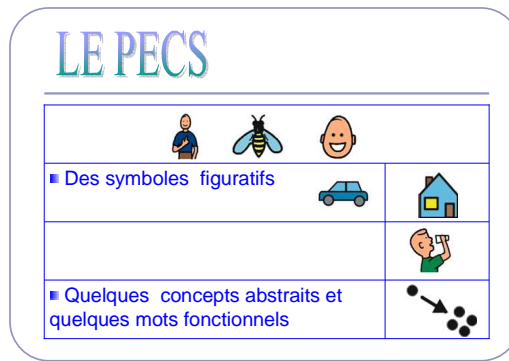 LE PECS
Des symboles figuratifs
Quelques concepts abstraits et
quelques mots fonctionnels